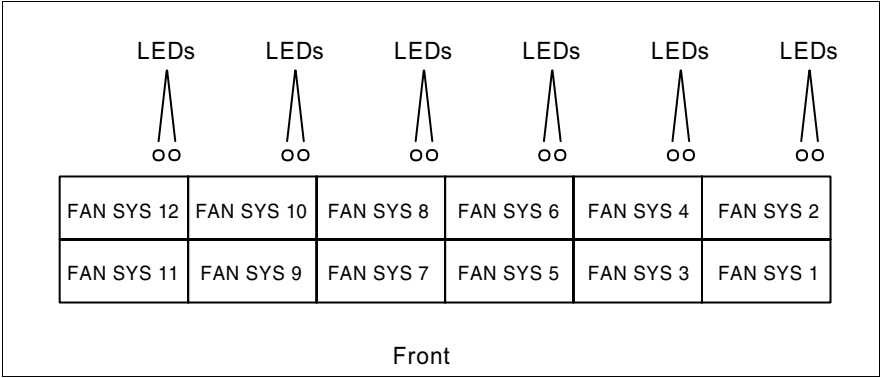 LEDs LEDs LEDs LEDs LEDs LEDs
FAN SYS 12 FAN SYS 10 FAN SYS 8 FAN SYS 6 FAN SYS 4 FAN SYS 2
FAN SYS 11 FAN SYS 9 FAN SYS 7 FAN SYS 5 FAN SYS 3 FAN SYS 1
Front